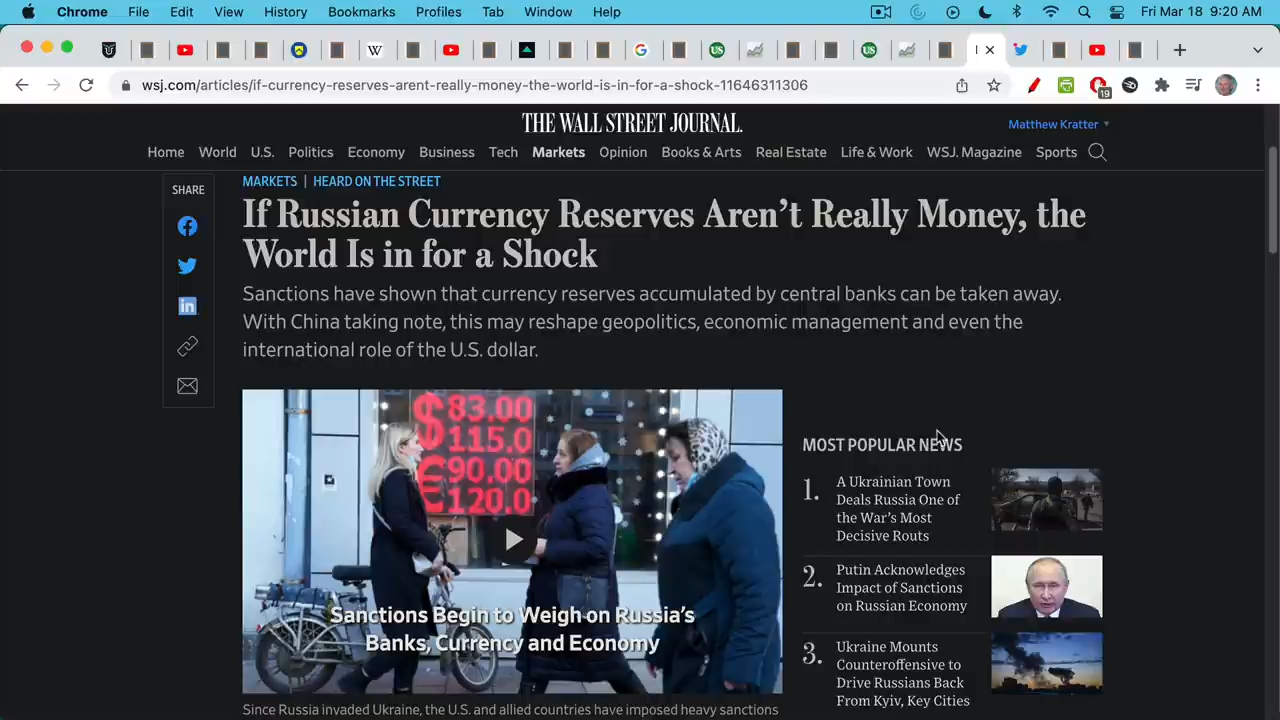 Chrome File Edit View History Bookmarks Profiles Tab Window Help Fri Mar 18 9:20 AM
wsj.com/articles/if-currency-reserves-arent-really-money-the-world-is-in-for-a-shock-11646311306
19
THE WALL STREET JOURNAL.
Matthew Kratter
Home World U.S. Politics Economy Business Tech Markets Opinion Books & Arts Real Estate Life & Work WSJ. Magazine Sports
SHARE
MARKETS | HEARD ON THE STREET
If Russian Currency Reserves Aren't Really Money, the
World Is in for a Shock
Sanctions have shown that currency reserves accumulated by central banks can be taken away.
With China taking note, this may reshape geopolitics, economic management and even the
international role of the U.S. dollar.
$83.00
115.0
€90.00
120.0
Sanctions Begin to Weigh on Russia's
Banks, Currency and Economy
Since Russia invaded Ukraine, the U.S. and allied countries have imposed heavy sanctions
MOST POPULAR NEWS
1. A Ukrainian Town
Deals Russia One of
the War's Most
Decisive Routs
2. Putin Acknowledges
Impact of Sanctions
on Russian Economy
3. Ukraine Mounts
Counteroffensive to
Drive Russians Back
From Kyiv, Key Cities